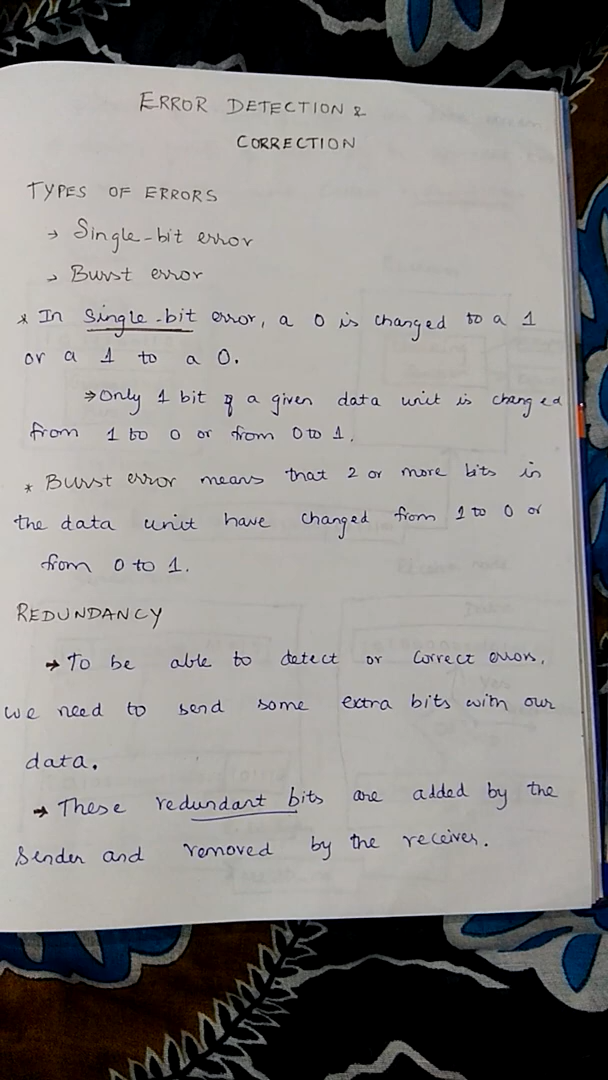 ERROR DETECTION &
CORRECTION
TYPES OF ERRORS
→ Single-bit error
→ Burst error
* In single-bit error, a 0 is changed to a 1
or a 1 to a 0.
⇒ Only 1 bit of a given data unit is changed
from 1 to 0 or from 0 to 1.
* Burst error means that 2 or more bits in
the data unit have changed from 1 to 0 or
from 0 to 1.
REDUNDANCY
→ To be able to detect or correct errors,
we need to send some extra bits with our
data.
→ These redundant bits are added by the
Sender and removed by the receiver.